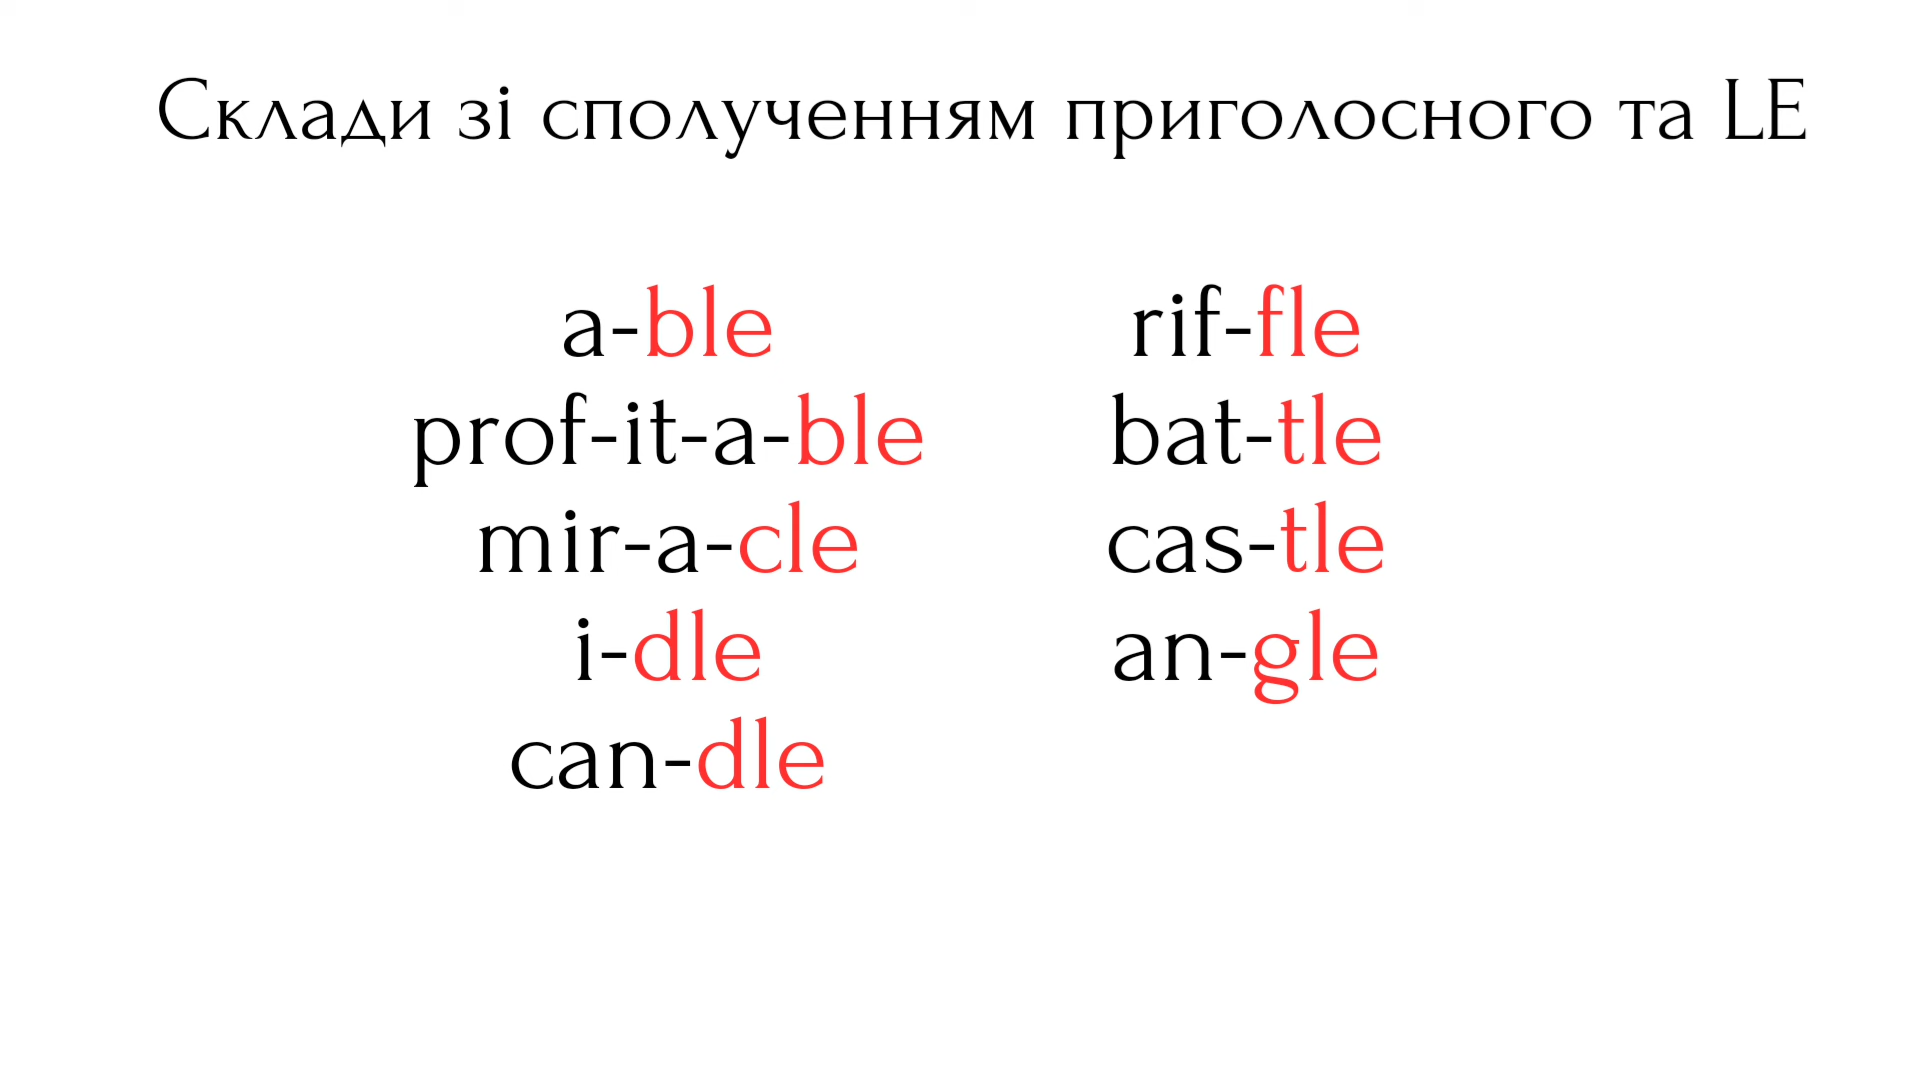 Склади зі сполученням приголосного та LE
a-ble
prof-it-a-ble
mir-a-cle
i-dle
can-dle
rif-fle
bat-tle
cas-tle
an-gle